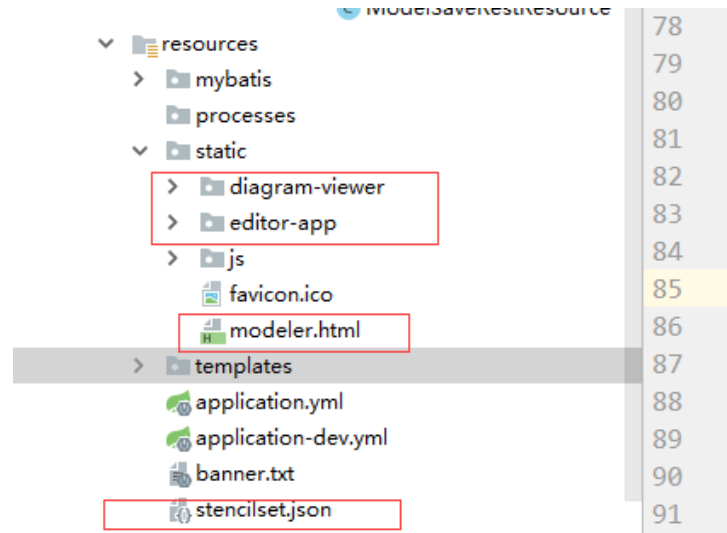 ModelSaveRestResource
resources
mybatis
processes
static
diagram-viewer
editor-app
js
favicon.ico
modeler.html
templates
application.yml
application-dev.yml
banner.txt
stencilset.json
78
79
80
81
82
83
84
85
86
87
88
89
90
91